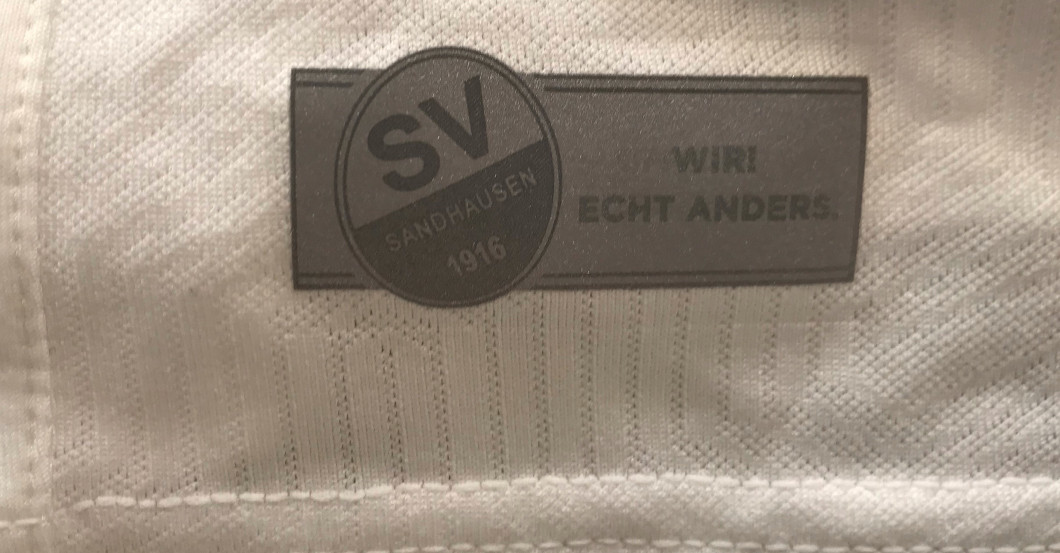 SV
SANDHAUSEN
1916
WIR!
ECHT ANDERS.